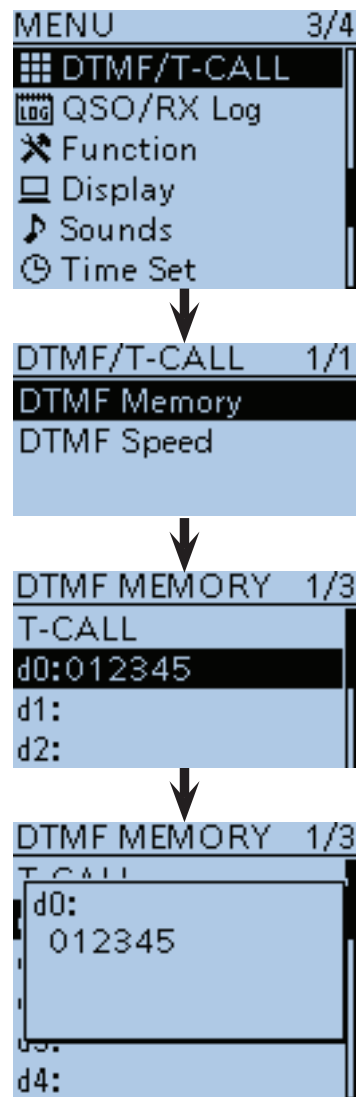 MENU 3/4
DTMF/T-CALL
LOG QSO/RX Log
Function
Display
Sounds
Time Set
DTMF/T-CALL 1/1
DTMF Memory
DTMF Speed
DTMF MEMORY 1/3
T-CALL
d0:012345
d1:
d2:
DTMF MEMORY 1/3
d0:
012345
d4: